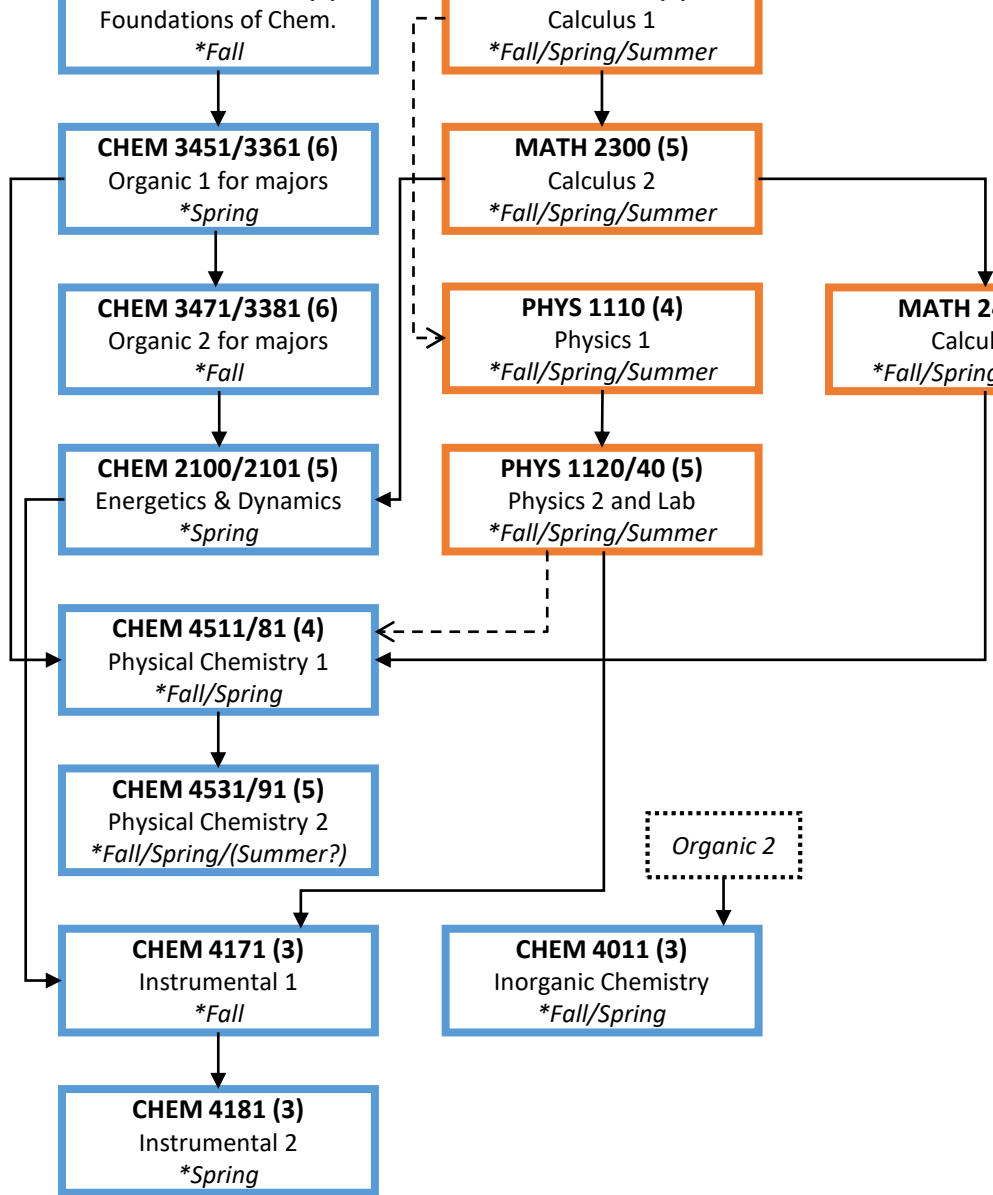 Foundations of Chem.
*Fall
Calculus 1
*Fall/Spring/Summer
CHEM 3451/3361 (6)
Organic 1 for majors
*Spring
MATH 2300 (5)
Calculus 2
*Fall/Spring/Summer
CHEM 3471/3381 (6)
Organic 2 for majors
*Fall
PHYS 1110 (4)
Physics 1
*Fall/Spring/Summer
MATH 2
Calcul
*Fall/Spring
CHEM 2100/2101 (5)
Energetics & Dynamics
*Spring
PHYS 1120/40 (5)
Physics 2 and Lab
*Fall/Spring/Summer
CHEM 4511/81 (4)
Physical Chemistry 1
*Fall/Spring
CHEM 4531/91 (5)
Physical Chemistry 2
*Fall/Spring/(Summer?)
Organic 2
CHEM 4171 (3)
Instrumental 1
*Fall
CHEM 4011 (3)
Inorganic Chemistry
*Fall/Spring
CHEM 4181 (3)
Instrumental 2
*Spring